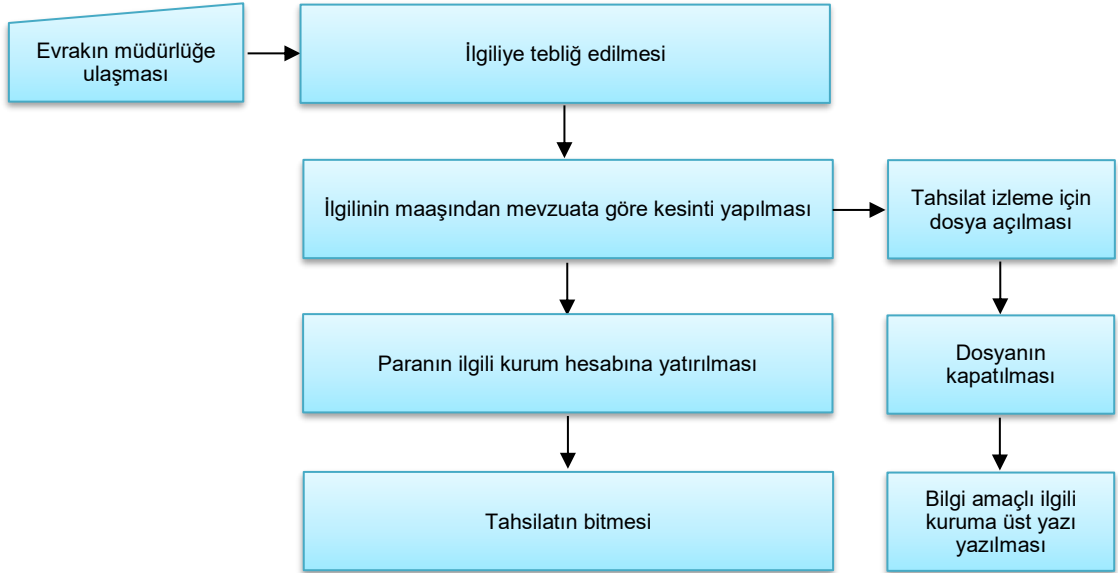 Evrakın müdürlüğe
ulaşması
İlgiliye tebliğ edilmesi
İlgilinin maaşından mevzuata göre kesinti yapılması
Tahsilat izleme için
dosya açılması
Paranın ilgili kurum hesabına yatırılması
Dosyanın
kapatılması
Tahsilatın bitmesi
Bilgi amaçlı ilgili
kuruma üst yazı
yazılması